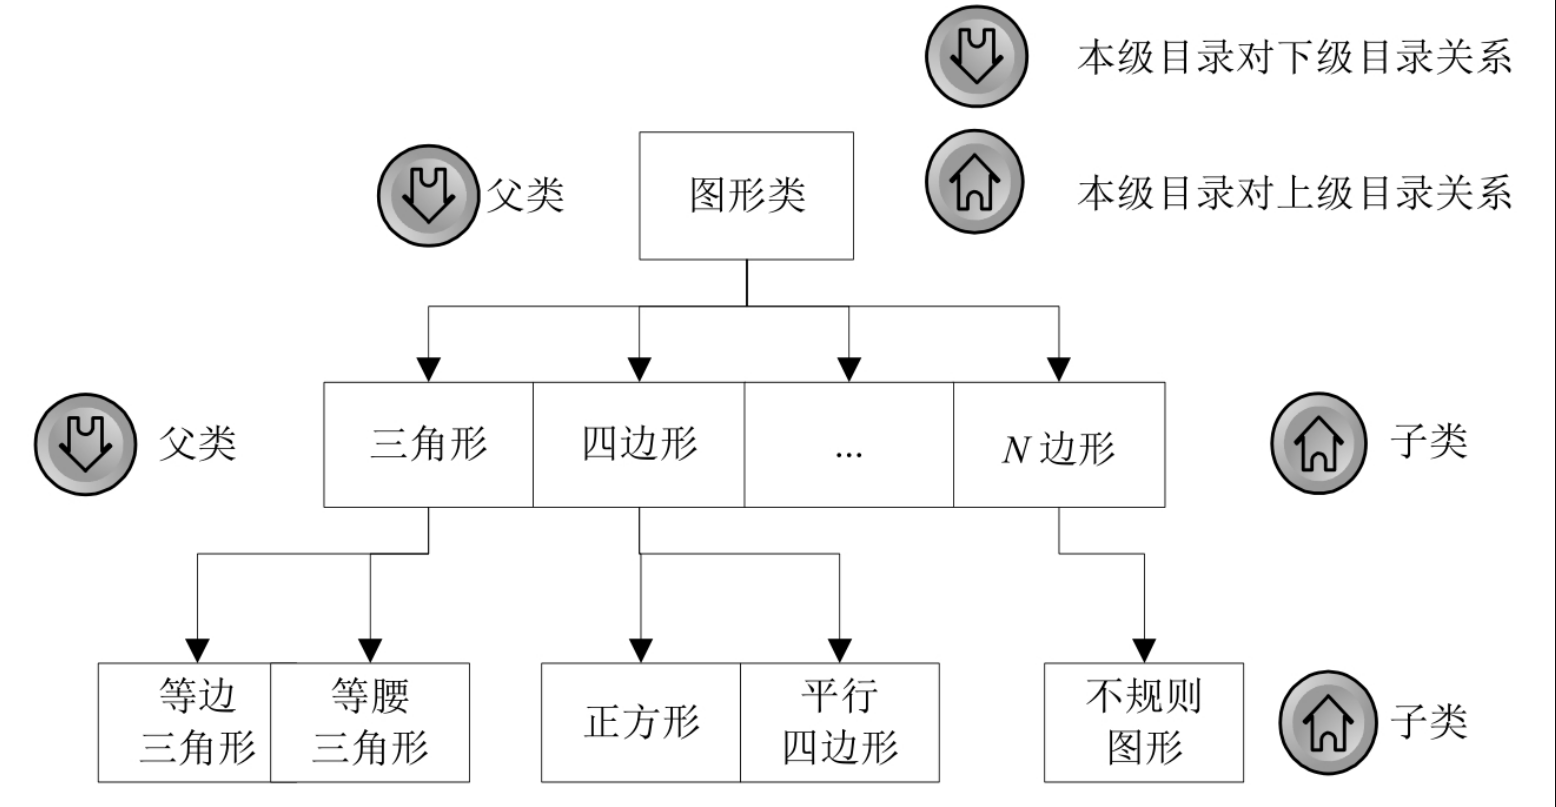 本级目录对下级目录关系
父类
图形类
本级目录对上级目录关系
父类
三角形
四边形
...
N 边形
子类
等边
三角形
等腰
三角形
正方形
平行
四边形
不规则
图形
子类